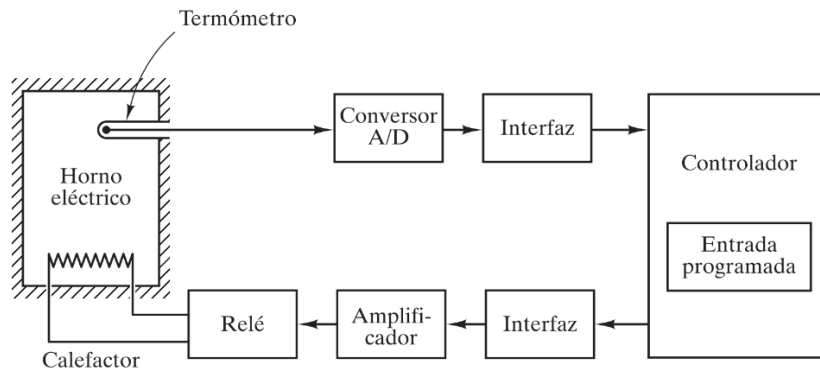 Termómetro
Conversor
A/D
Interfaz
Controlador
Horno
eléctrico
Entrada
programada
Relé
Amplifi-
cador
Interfaz
Calefactor